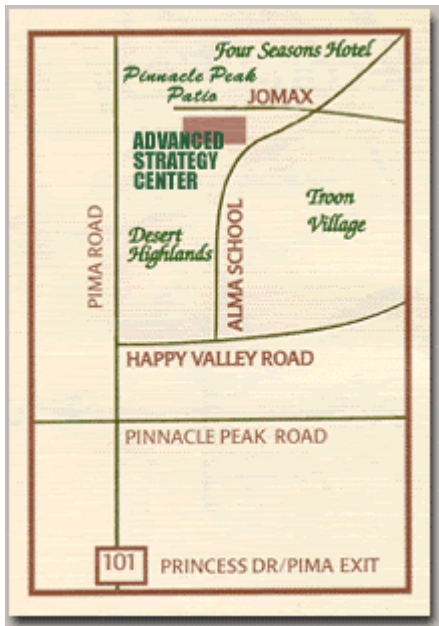 Four Seasons Hotel
Pinnacle Peak
Patio
JOMAX
ADVANCED
STRATEGY
CENTER
Troon
Village
Desert
Highlands
PIMA ROAD
ALMA SCHOOL
HAPPY VALLEY ROAD
PINNACLE PEAK ROAD
101
PRINCESS DR/PIMA EXIT